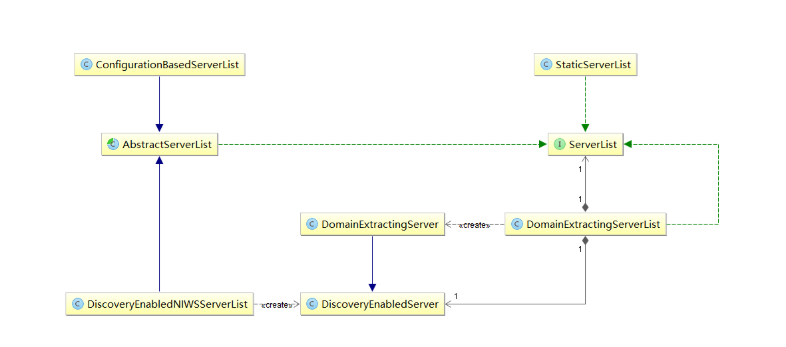 C ConfigurationBasedServerList
C StaticServerList
C AbstractServerList
I ServerList
1
1
C DomainExtractingServer
«create»
C DomainExtractingServerList
1
C DiscoveryEnabledNIWSServerList
«create»
C DiscoveryEnabledServer
1